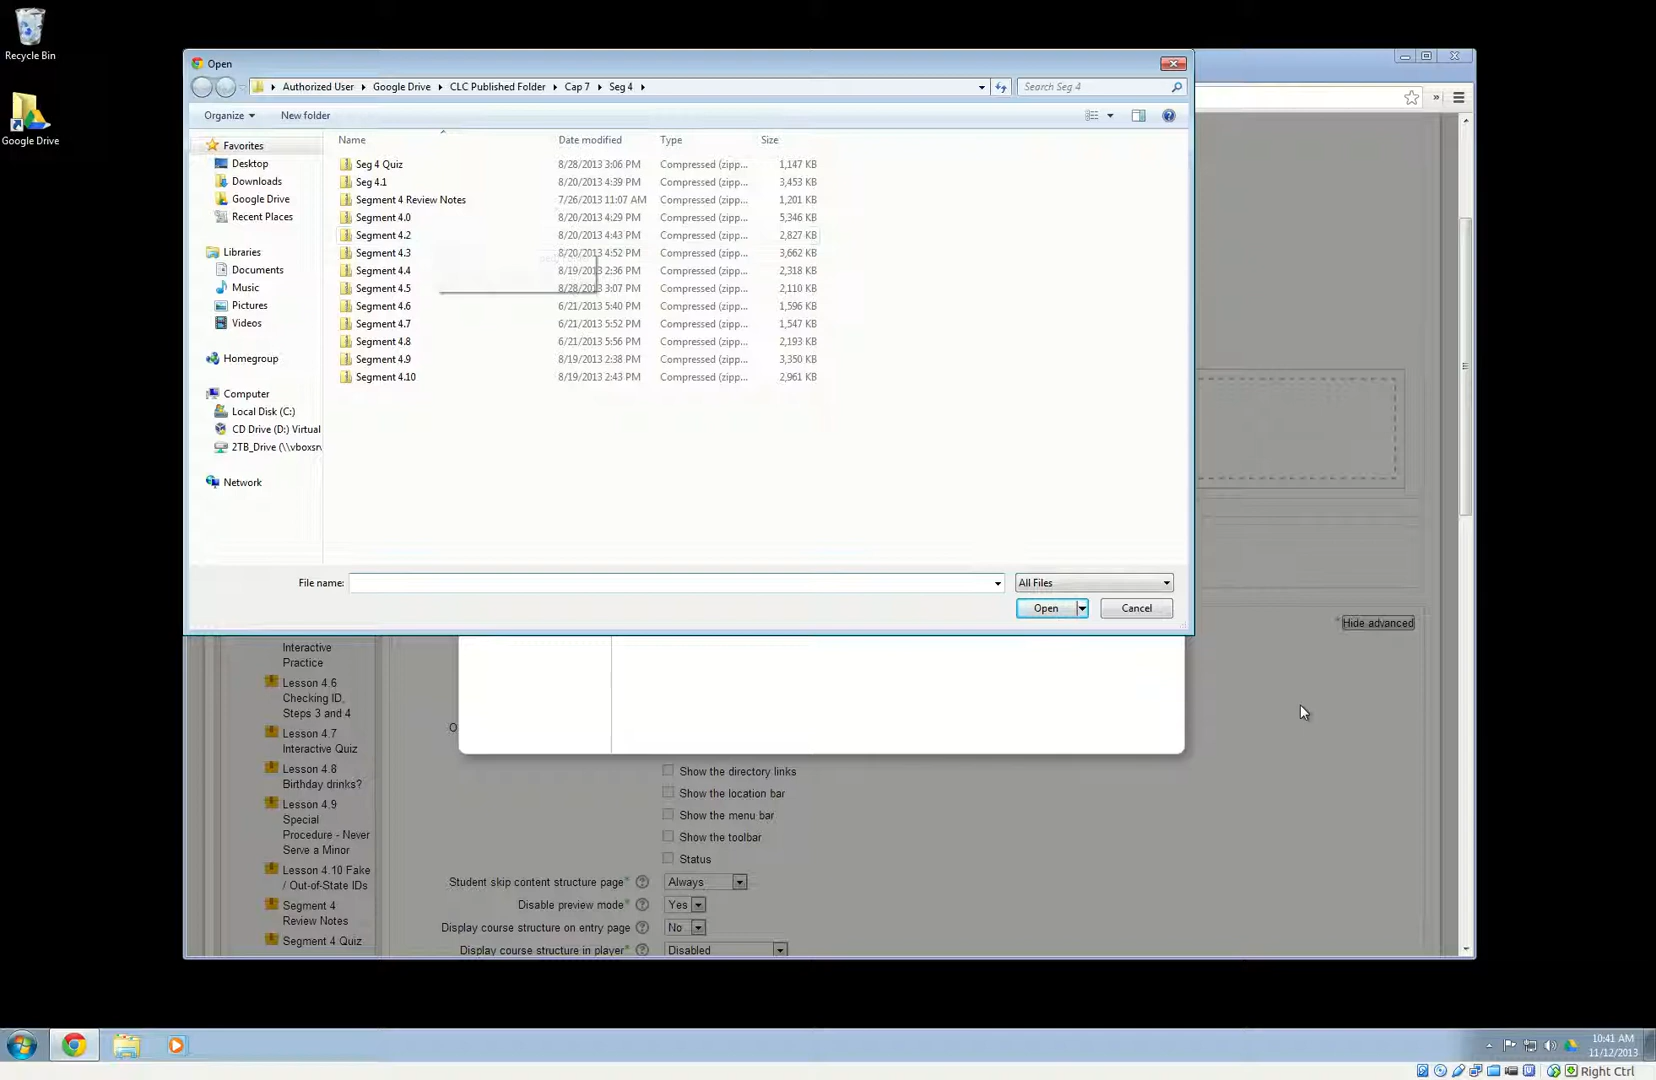 Recycle Bin
Google Drive
Open
Authorized User
Google Drive
CLC Published Folder
Cap 7
Seg 4
Search Seg 4
Organize
New folder
Name
Date modified
Type
Size
Favorites
Desktop
Downloads
Google Drive
Recent Places
Libraries
Documents
Music
Pictures
Videos
Homegroup
Computer
Local Disk (C:)
CD Drive (D:) Virtual
2TB_Drive (\\vboxsrv
Network
Seg 4 Quiz 8/28/2013 3:06 PM Compressed (zipp... 1,147 KB
Seg 4.1 8/20/2013 4:39 PM Compressed (zipp... 3,453 KB
Segment 4 Review Notes 7/26/2013 11:07 AM Compressed (zipp... 1,201 KB
Segment 4.0 8/20/2013 4:29 PM Compressed (zipp... 5,346 KB
Segment 4.2 8/20/2013 4:43 PM Compressed (zipp... 2,827 KB
Segment 4.3 8/20/2013 4:52 PM Compressed (zipp... 3,662 KB
Segment 4.4 8/19/2013 2:36 PM Compressed (zipp... 2,318 KB
Segment 4.5 8/28/2013 3:07 PM Compressed (zipp... 2,110 KB
Segment 4.6 6/21/2013 5:40 PM Compressed (zipp... 1,596 KB
Segment 4.7 6/21/2013 5:52 PM Compressed (zipp... 1,547 KB
Segment 4.8 6/21/2013 5:56 PM Compressed (zipp... 2,193 KB
Segment 4.9 8/19/2013 2:38 PM Compressed (zipp... 3,350 KB
Segment 4.10 8/19/2013 2:43 PM Compressed (zipp... 2,961 KB
File name:
All Files
Open
Cancel
Hide advanced
Interactive
Practice
Lesson 4.6
Checking ID,
Steps 3 and 4
Lesson 4.7
Interactive Quiz
Lesson 4.8
Birthday drinks?
Lesson 4.9
Special
Procedure - Never
Serve a Minor
Lesson 4.10 Fake
/ Out-of-State IDs
Segment 4
Review Notes
Segment 4 Quiz
O
Show the directory links
Show the location bar
Show the menu bar
Show the toolbar
Status
Student skip content structure page* Always
Disable preview mode* Yes
Display course structure on entry page No
Display course structure in player* Disabled
10:41 AM
11/12/2013
Right Ctrl